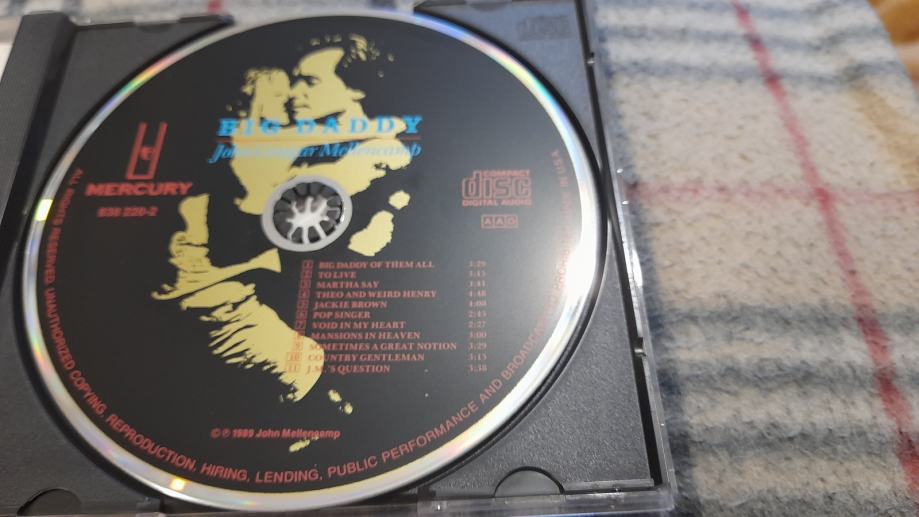 BIG DADDY
John Cougar Mellencamp
MERCURY
838 220-2
COMPACT
disc
DIGITAL AUDIO
AAD
1 BIG DADDY OF THEM ALL 3:29
2 TO LIVE 3:15
3 MARTHA SAY 3:41
4 THEO AND WEIRD HENRY 4:48
5 JACKIE BROWN 4:08
6 POP SINGER 2:45
7 VOID IN MY HEART 2:27
8 MANSIONS IN HEAVEN 3:00
9 SOMETIMES A GREAT NOTION 3:29
10 COUNTRY GENTLEMAN 3:15
11 J.M.'S QUESTION 3:38
© ℗ 1989 John Mellencamp
ALL RIGHTS RESERVED. UNAUTHORIZED COPYING, REPRODUCTION, HIRING, LENDING, PUBLIC PERFORMANCE AND BROADCASTING PROHIBITED. IN U.S.A.